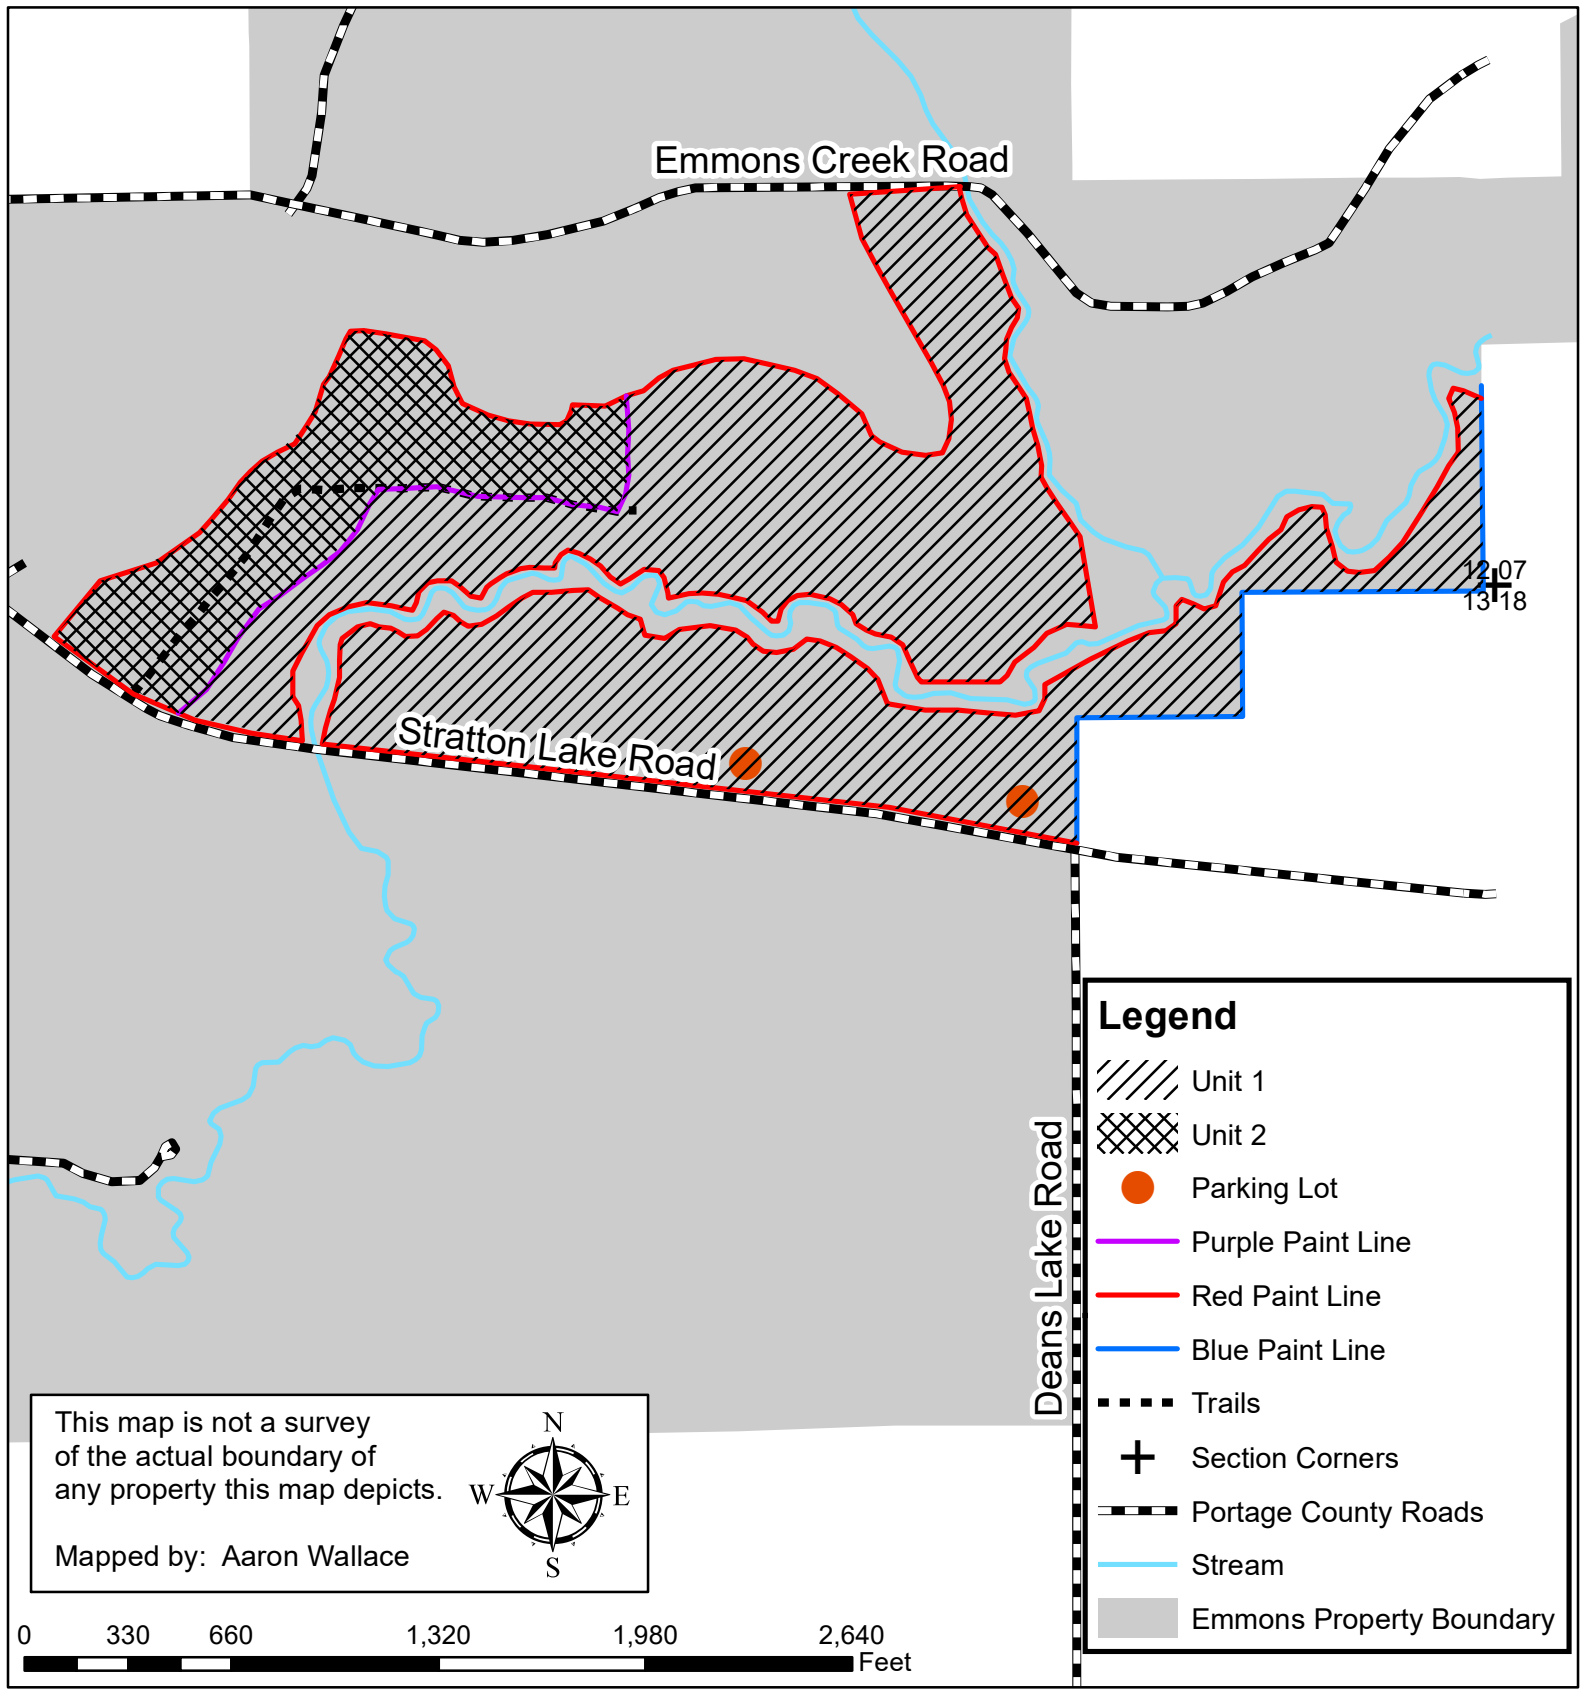 Emmons Creek Road
12 07
13 18
Stratton Lake Road
Deans Lake Road
Legend
Unit 1
Unit 2
Parking Lot
Purple Paint Line
Red Paint Line
Blue Paint Line
Trails
Section Corners
Portage County Roads
Stream
Emmons Property Boundary
This map is not a survey
of the actual boundary of
any property this map depicts.
Mapped by: Aaron Wallace
N
W E
S
0 330 660 1,320 1,980 2,640
Feet